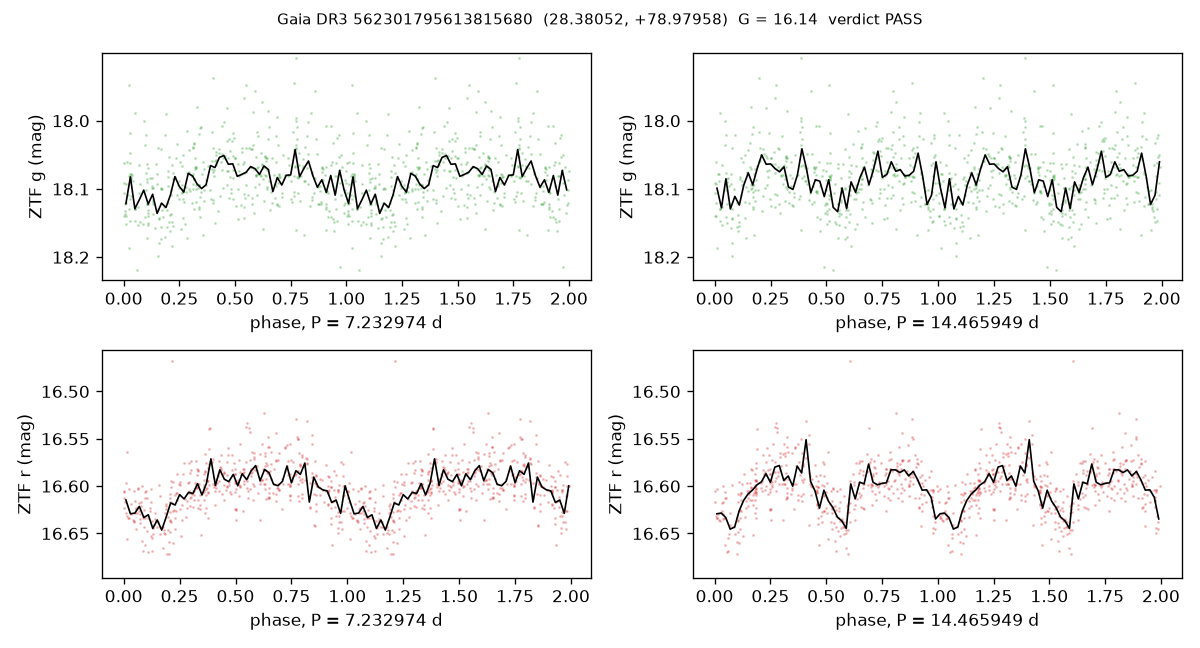 Gaia DR3 562301795613815680 (28.38052, +78.97958) G = 16.14 verdict PASS
ZTF g (mag)
18.0
18.1
18.2
0.00 0.25 0.50 0.75 1.00 1.25 1.50 1.75 2.00
phase, P = 7.232974 d
ZTF g (mag)
18.0
18.1
18.2
0.00 0.25 0.50 0.75 1.00 1.25 1.50 1.75 2.00
phase, P = 14.465949 d
ZTF r (mag)
16.50
16.55
16.60
16.65
0.00 0.25 0.50 0.75 1.00 1.25 1.50 1.75 2.00
phase, P = 7.232974 d
ZTF r (mag)
16.50
16.55
16.60
16.65
0.00 0.25 0.50 0.75 1.00 1.25 1.50 1.75 2.00
phase, P = 14.465949 d